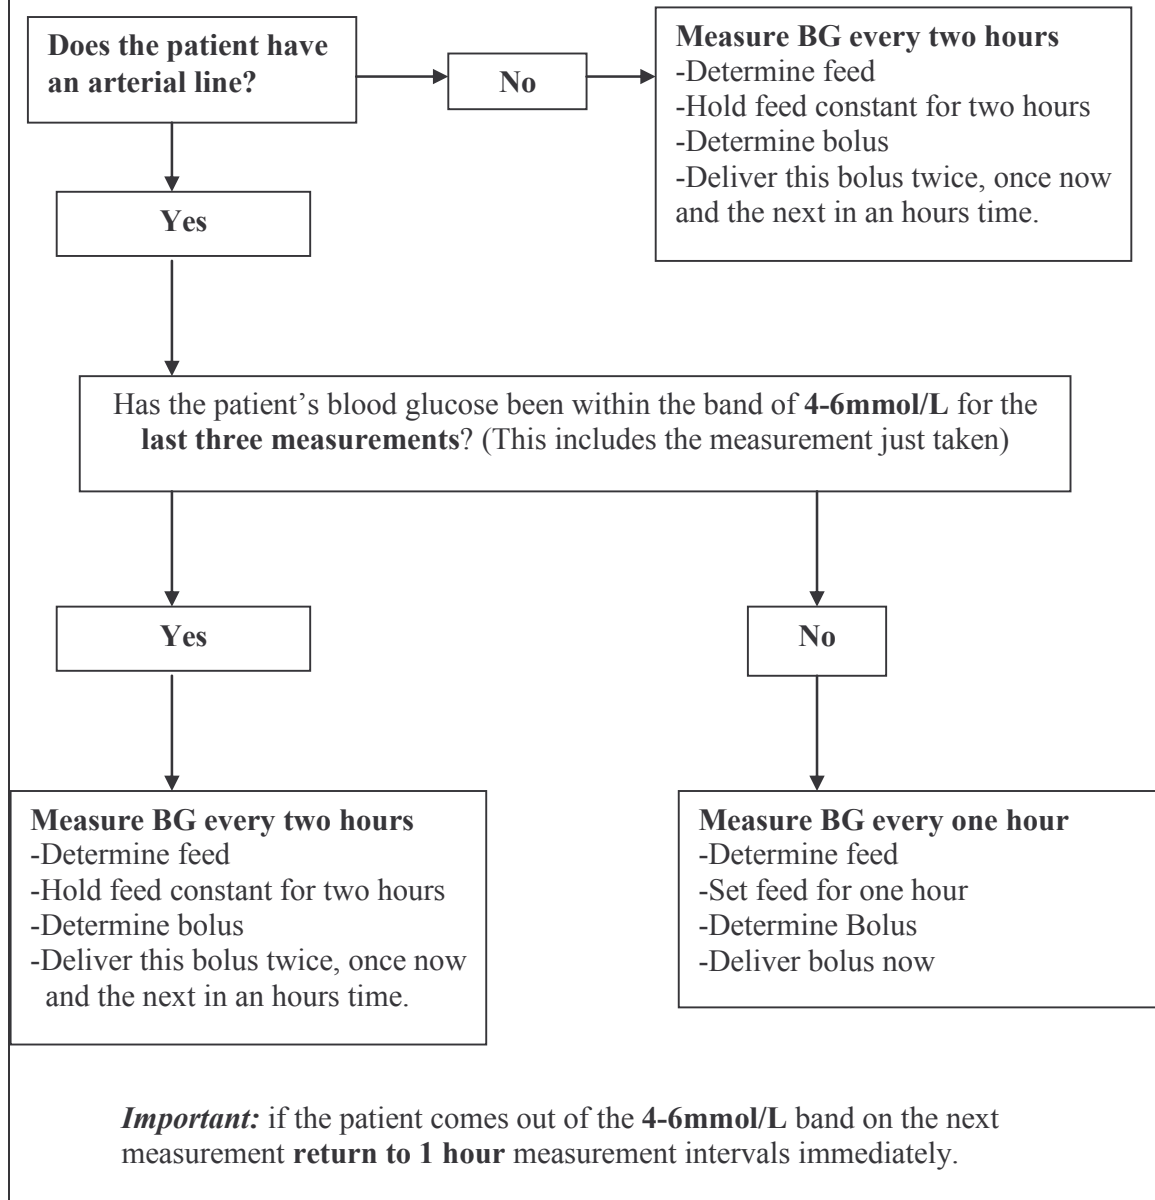 Does the patient have
an arterial line?
No
Measure BG every two hours
-Determine feed
-Hold feed constant for two hours
-Determine bolus
-Deliver this bolus twice, once now
and the next in an hours time.
Yes
Has the patient’s blood glucose been within the band of 4-6mmol/L for the
last three measurements? (This includes the measurement just taken)
Yes
No
Measure BG every two hours
-Determine feed
-Hold feed constant for two hours
-Determine bolus
-Deliver this bolus twice, once now
and the next in an hours time.
Measure BG every one hour
-Determine feed
-Set feed for one hour
-Determine Bolus
-Deliver bolus now
Important: if the patient comes out of the 4-6mmol/L band on the next
measurement return to 1 hour measurement intervals immediately.